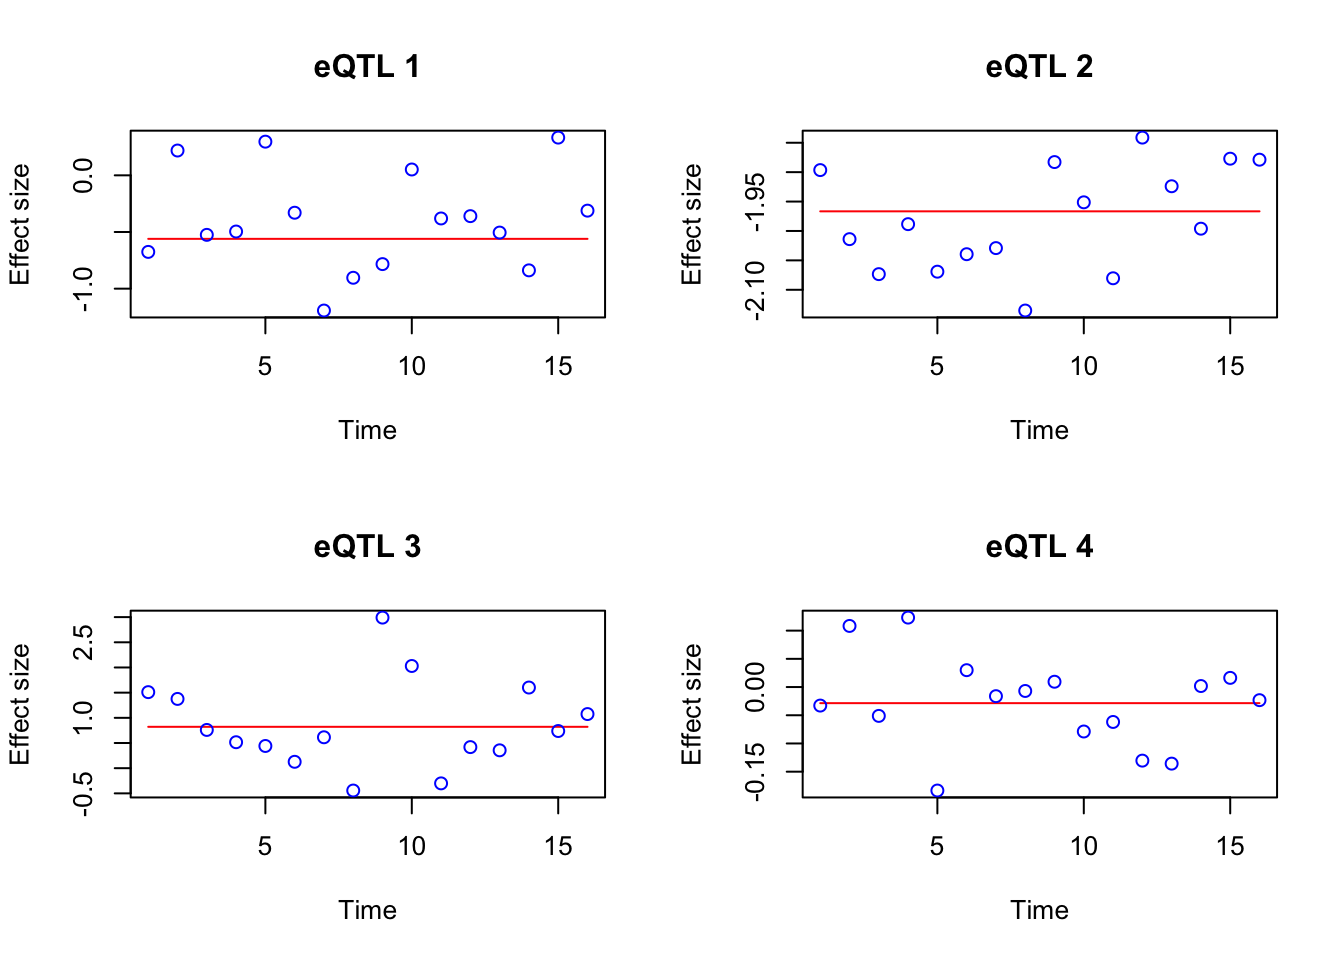 eQTL 1
Effect size
0.0
-1.0
5 10 15
Time
eQTL 2
Effect size
-1.95
-2.10
5 10 15
Time
eQTL 3
Effect size
2.5
1.0
-0.5
5 10 15
Time
eQTL 4
Effect size
0.00
-0.15
5 10 15
Time